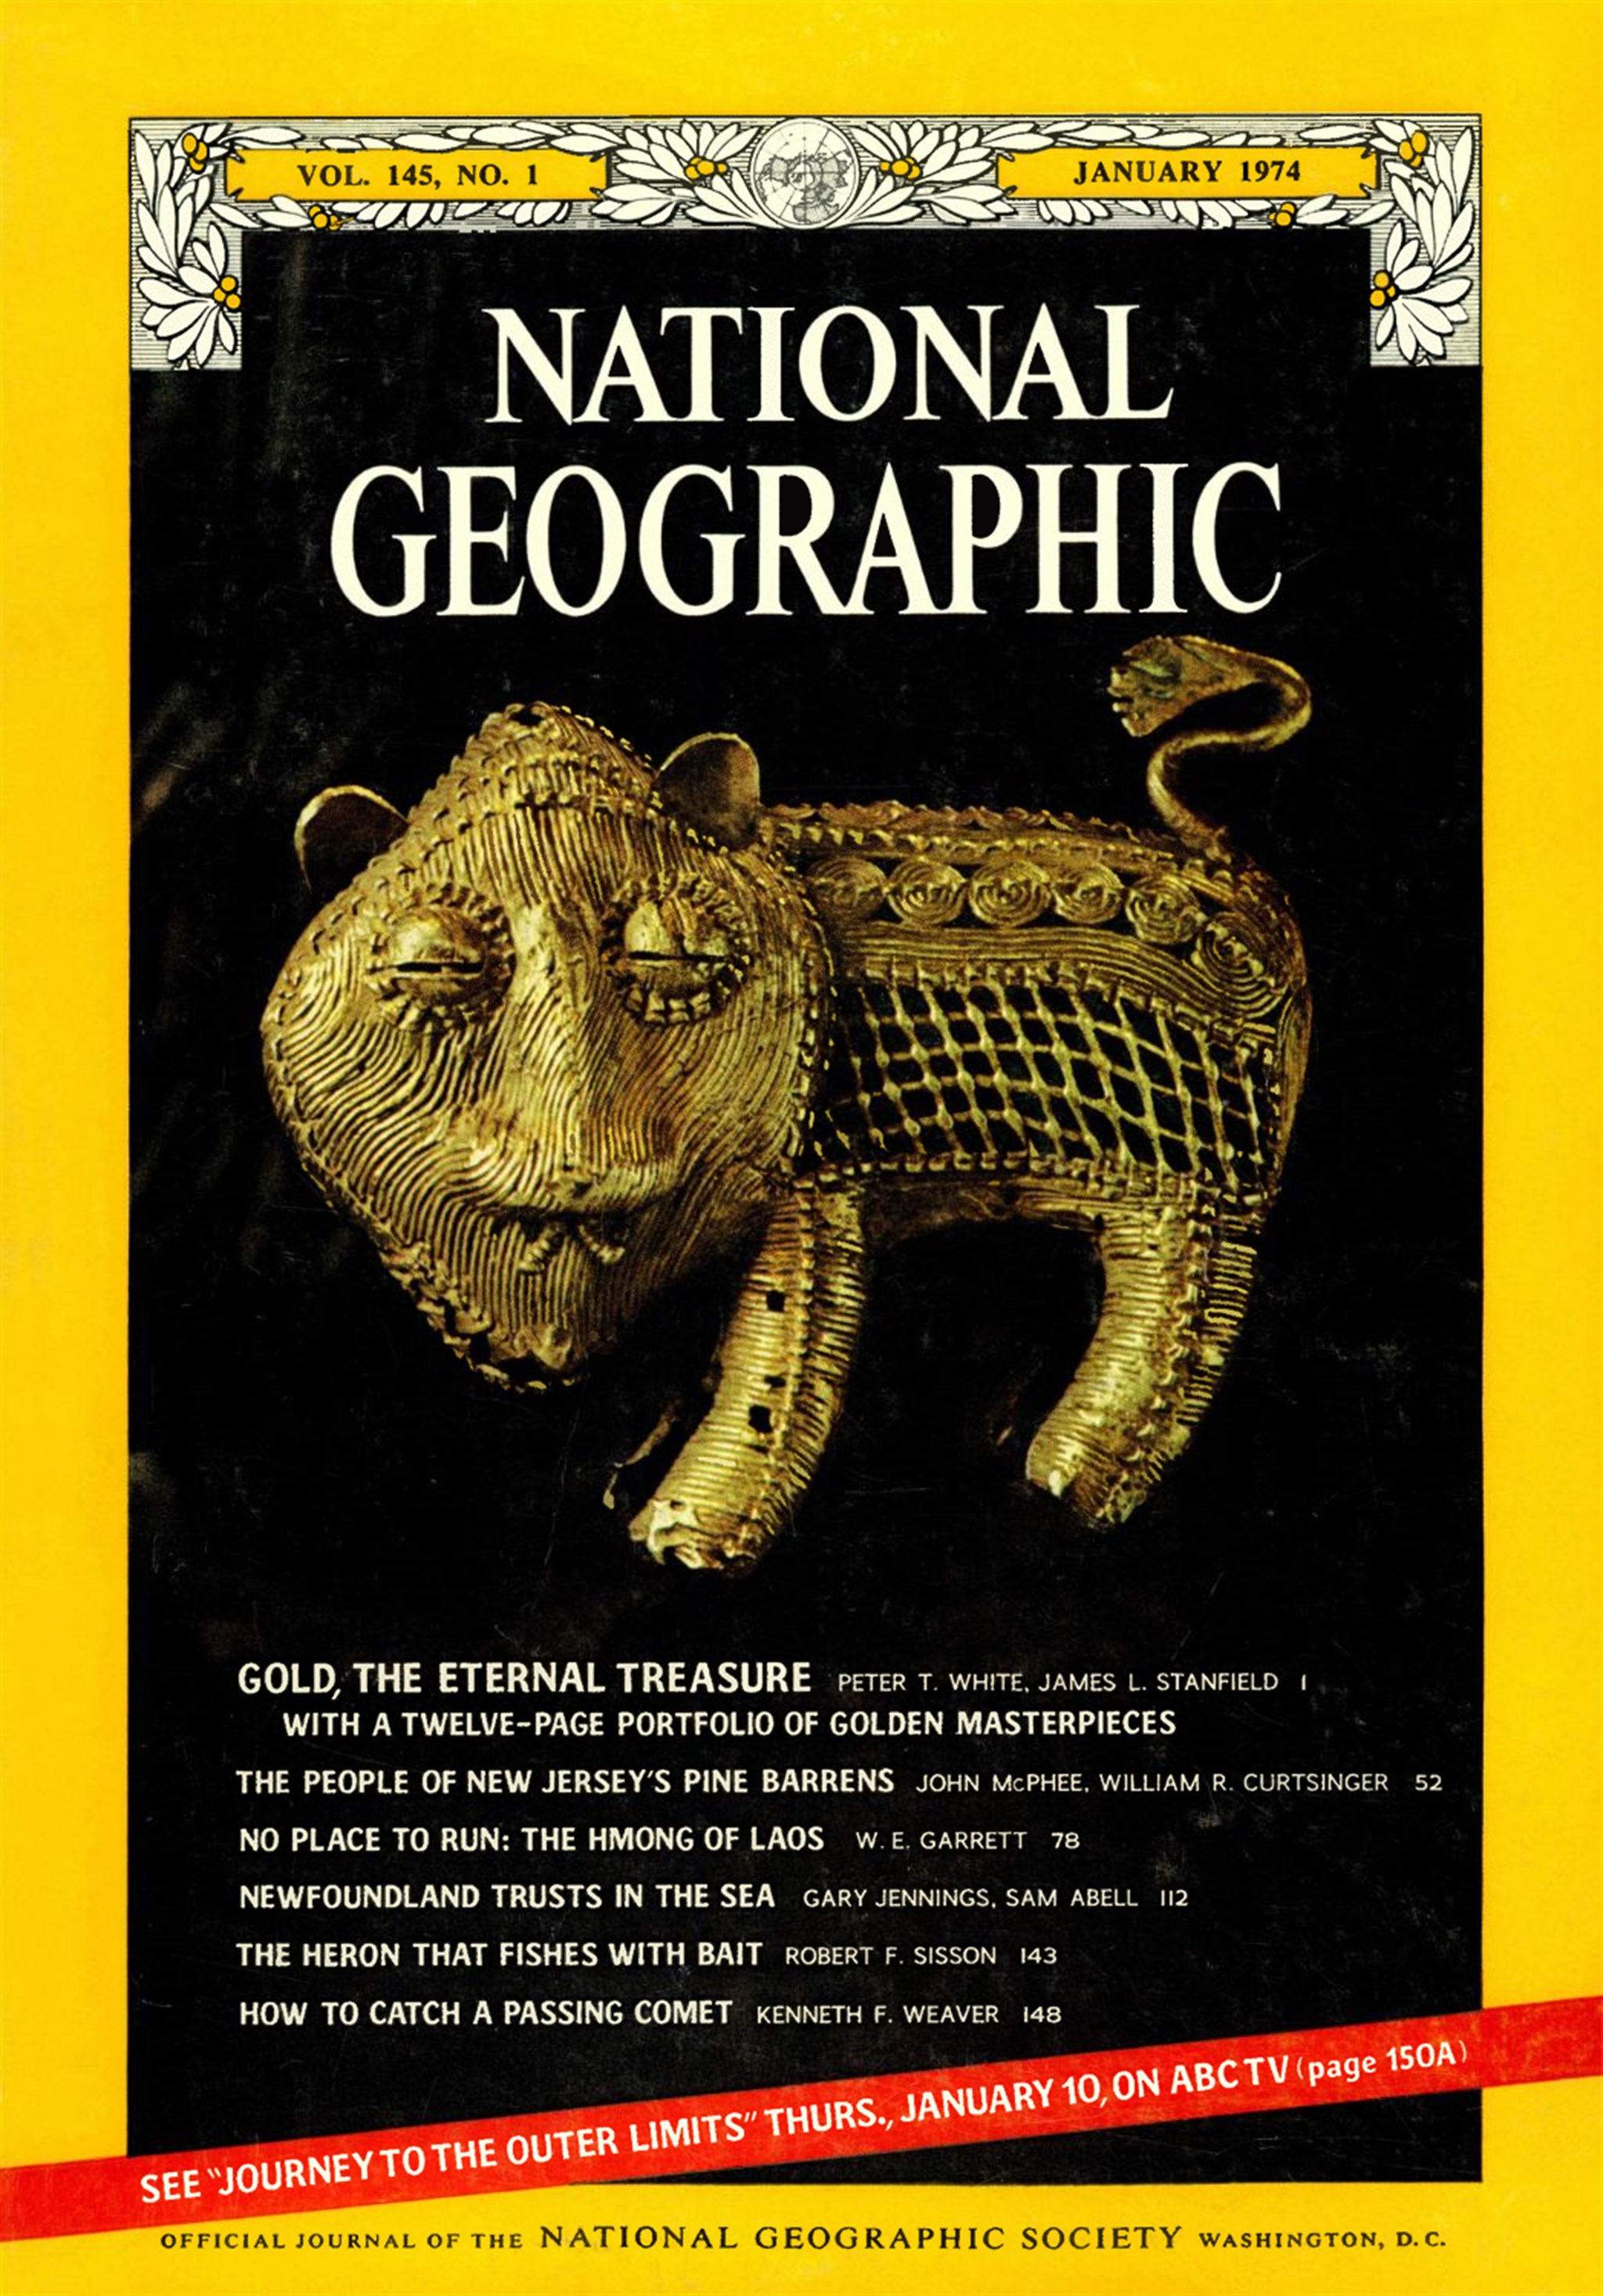 VOL. 145, NO. 1
JANUARY 1974
NATIONAL
GEOGRAPHIC
GOLD, THE ETERNAL TREASURE PETER T. WHITE, JAMES L. STANFIELD 1
WITH A TWELVE-PAGE PORTFOLIO OF GOLDEN MASTERPIECES
THE PEOPLE OF NEW JERSEY'S PINE BARRENS JOHN McPHEE, WILLIAM R. CURTSINGER 52
NO PLACE TO RUN: THE HMONG OF LAOS W. E. GARRETT 78
NEWFOUNDLAND TRUSTS IN THE SEA GARY JENNINGS, SAM ABELL 112
THE HERON THAT FISHES WITH BAIT ROBERT F. SISSON 143
HOW TO CATCH A PASSING COMET KENNETH F. WEAVER 148
SEE "JOURNEY TO THE OUTER LIMITS" THURS., JANUARY 10, ON ABC TV (page 150A)
OFFICIAL JOURNAL OF THE NATIONAL GEOGRAPHIC SOCIETY WASHINGTON, D. C.